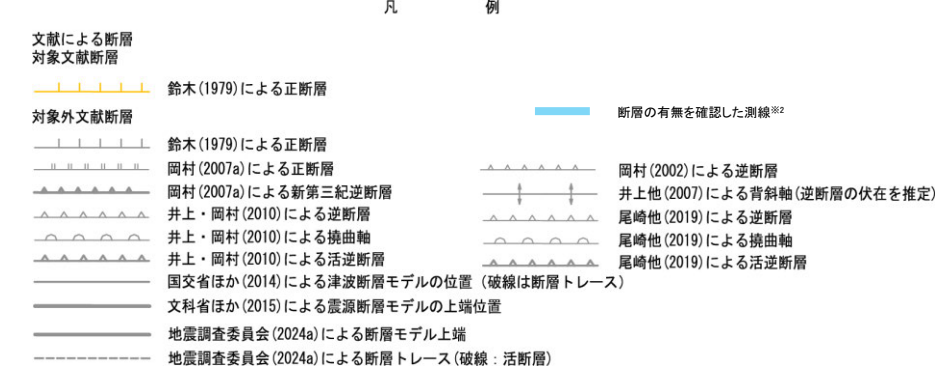 凡 例
文献による断層
対象文献断層
鈴木(1979)による正断層
対象外文献断層
断層の有無を確認した測線※2
鈴木(1979)による正断層
岡村(2007a)による正断層
岡村(2007a)による新第三紀逆断層
井上・岡村(2010)による逆断層
井上・岡村(2010)による撓曲軸
井上・岡村(2010)による活逆断層
国交省ほか(2014)による津波断層モデルの位置（破線は断層トレース）
文科省ほか(2015)による震源断層モデルの上端位置
地震調査委員会(2024a)による断層モデル上端
地震調査委員会(2024a)による断層トレース(破線：活断層)
岡村(2002)による逆断層
井上他(2007)による背斜軸(逆断層の伏在を推定)
尾崎他(2019)による逆断層
尾崎他(2019)による撓曲軸
尾崎他(2019)による活逆断層